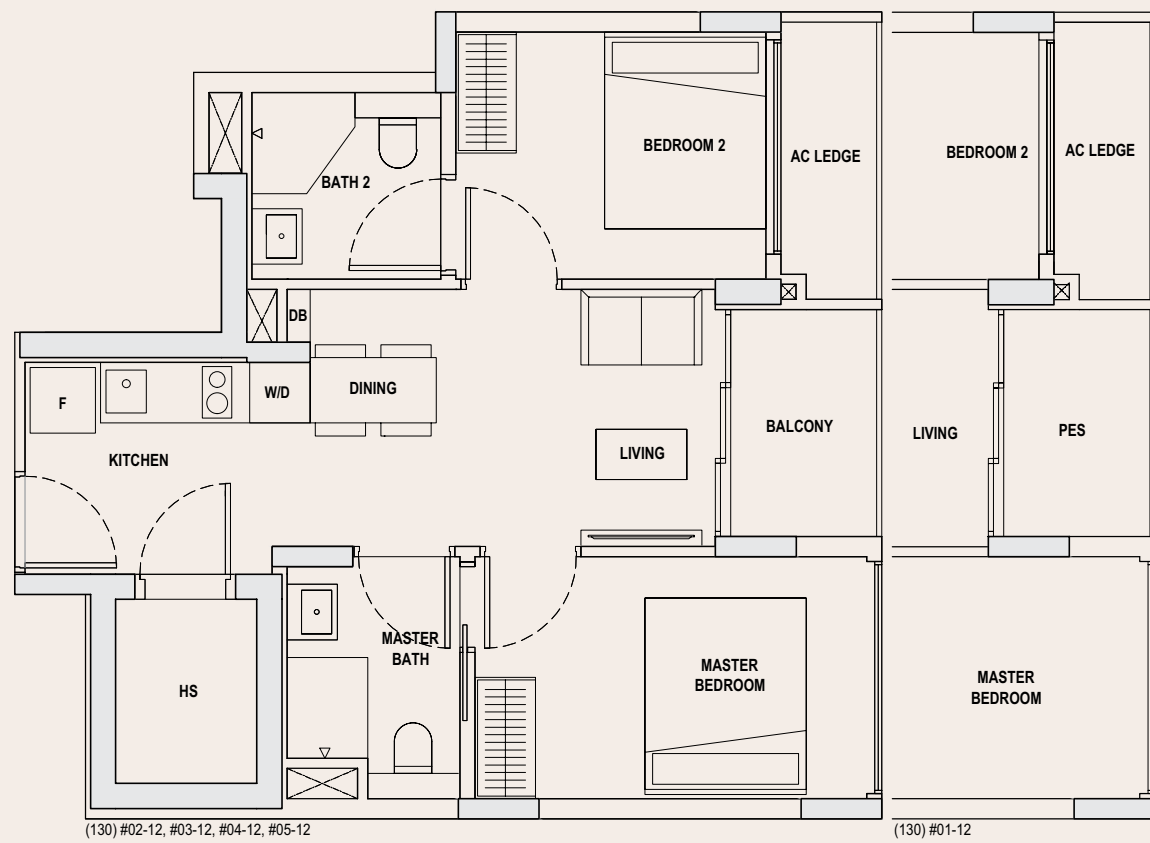 BEDROOM 2
AC LEDGE
BEDROOM 2
AC LEDGE
BATH 2
DB
F
W/D
DINING
BALCONY
LIVING
PES
KITCHEN
LIVING
MASTER
BATH
HS
MASTER
BEDROOM
MASTER
BEDROOM
(130) #02-12, #03-12, #04-12, #05-12
(130) #01-12